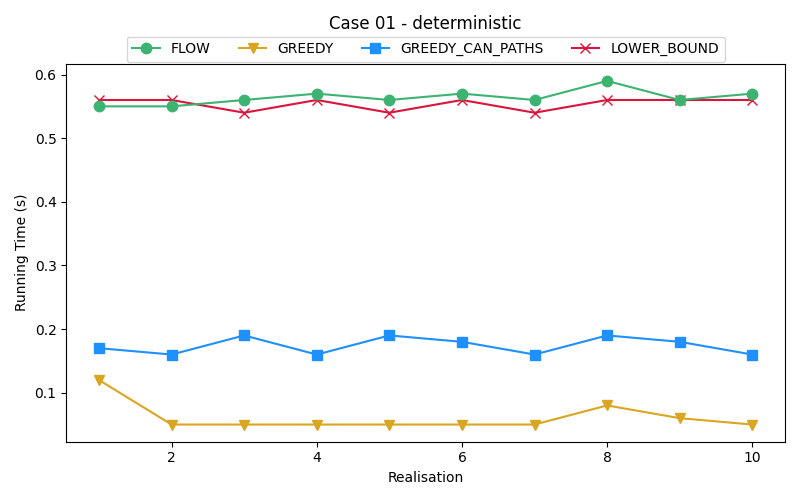 Case 01 - deterministic
FLOW GREEDY GREEDY_CAN_PATHS LOWER_BOUND
0.6
0.5
0.4
0.3
0.2
0.1
Running Time (s)
2 4 6 8 10
Realisation